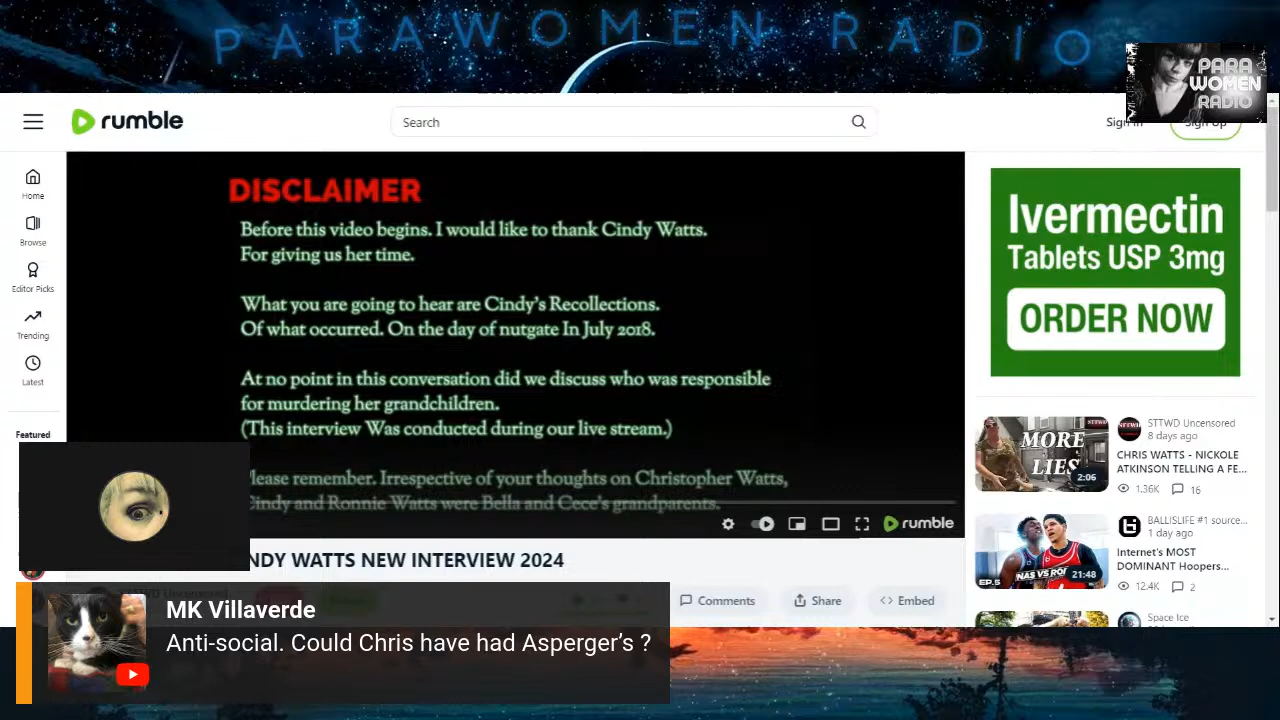 PARAWOMEN RADIO
PARA
WOMEN
RADIO
rumble
Search
Sign In
Sign Up
Home
Browse
Editor Picks
Trending
Latest
Featured
DISCLAIMER
Before this video begins. I would like to thank Cindy Watts.
For giving us her time.
What you are going to hear are Cindy's Recollections.
Of what occurred. On the day of nutgate In July 2018.
At no point in this conversation did we discuss who was responsible
for murdering her grandchildren.
(This interview Was conducted during our live stream.)
lease remember. Irrespective of your thoughts on Christopher Watts,
Cindy and Ronnie Watts were Bella and Cece's grandparents.
rumble
NDY WATTS NEW INTERVIEW 2024
Comments
Share
Embed
Ivermectin
Tablets USP 3mg
ORDER NOW
STTWD
MORE
LIES
2:06
STTWD Uncensored
8 days ago
CHRIS WATTS - NICKOLE
ATKINSON TELLING A FE...
1.36K
16
EP.5
21:48
BALLISLIFE #1 source...
1 day ago
Internet's MOST
DOMINANT Hoopers...
12.4K
2
Space Ice
MK Villaverde
Anti-social. Could Chris have had Asperger's ?